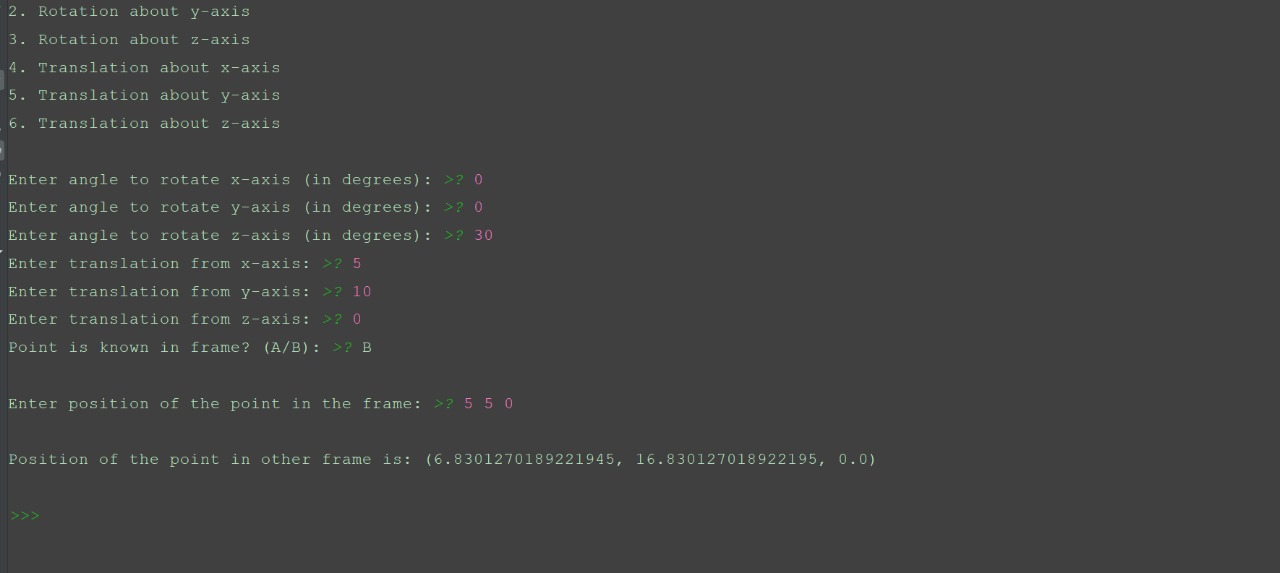 2. Rotation about y-axis
3. Rotation about z-axis
4. Translation about x-axis
5. Translation about y-axis
6. Translation about z-axis
Enter angle to rotate x-axis (in degrees): >? 0
Enter angle to rotate y-axis (in degrees): >? 0
Enter angle to rotate z-axis (in degrees): >? 30
Enter translation from x-axis: >? 5
Enter translation from y-axis: >? 10
Enter translation from z-axis: >? 0
Point is known in frame? (A/B): >? B
Enter position of the point in the frame: >? 5 5 0
Position of the point in other frame is: (6.8301270189221945, 16.830127018922195, 0.0)
>>>